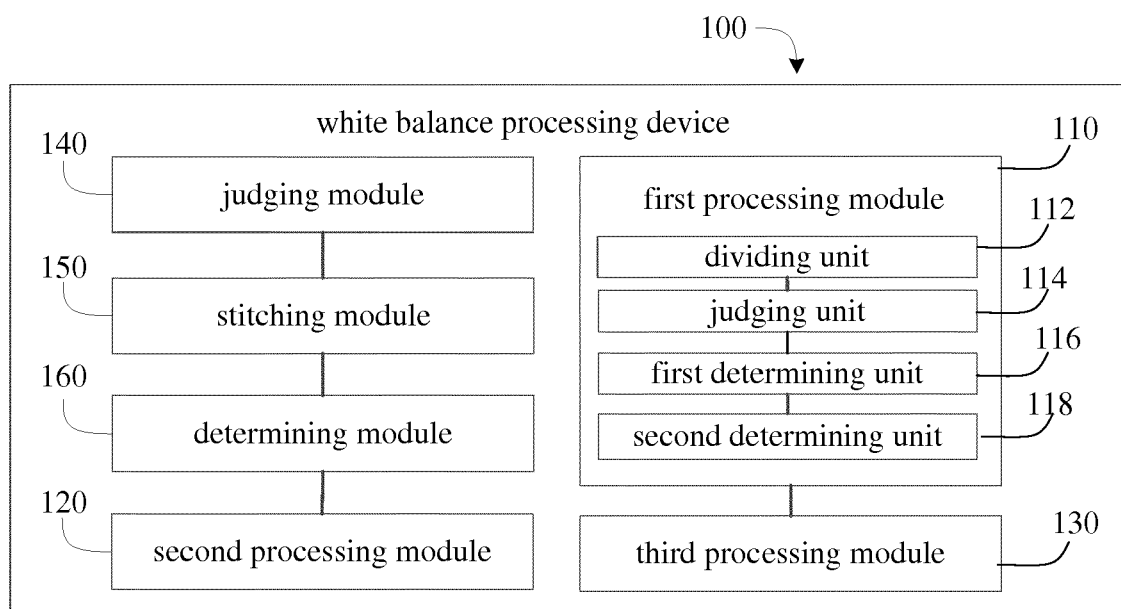 100
white balance processing device
140
judging module
150
stitching module
160
determining module
120
second processing module
110
first processing module
112
dividing unit
114
judging unit
116
first determining unit
118
second determining unit
130
third processing module